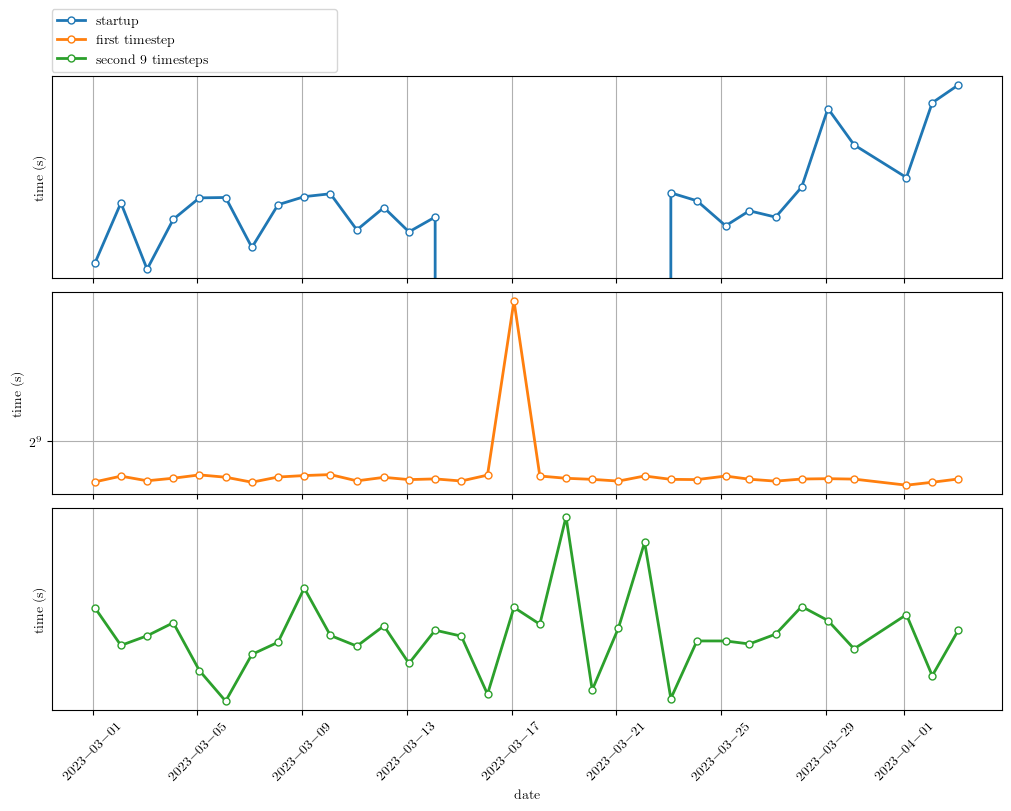 startup
first timestep
second 9 timesteps
time (s)
time (s)
2⁹
time (s)
2023−03−01
2023−03−05
2023−03−09
2023−03−13
2023−03−17
2023−03−21
2023−03−25
2023−03−29
2023−04−01
date